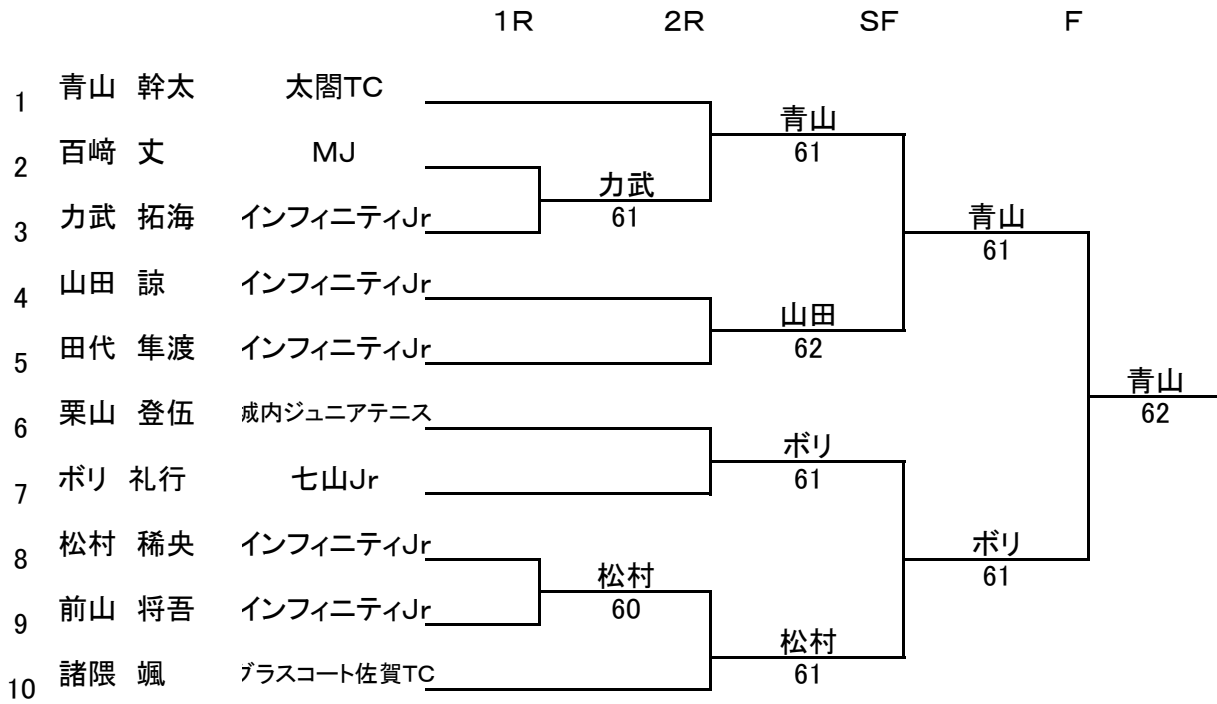 1R 2R SF F
1 青山 幹太 太閤TC
青山
2 百﨑 丈 MJ
61
力武
3 力武 拓海 インフィニティJr
61
青山
61
4 山田 諒 インフィニティJr
山田
5 田代 隼渡 インフィニティJr
62
青山
6 栗山 登伍 城内ジュニアテニス
62
ボリ
7 ボリ 礼行 七山Jr
61
8 松村 稀央 インフィニティJr
ボリ
松村
61
9 前山 将吾 インフィニティJr
60
松村
10 諸隈 颯 グラスコート佐賀TC
61